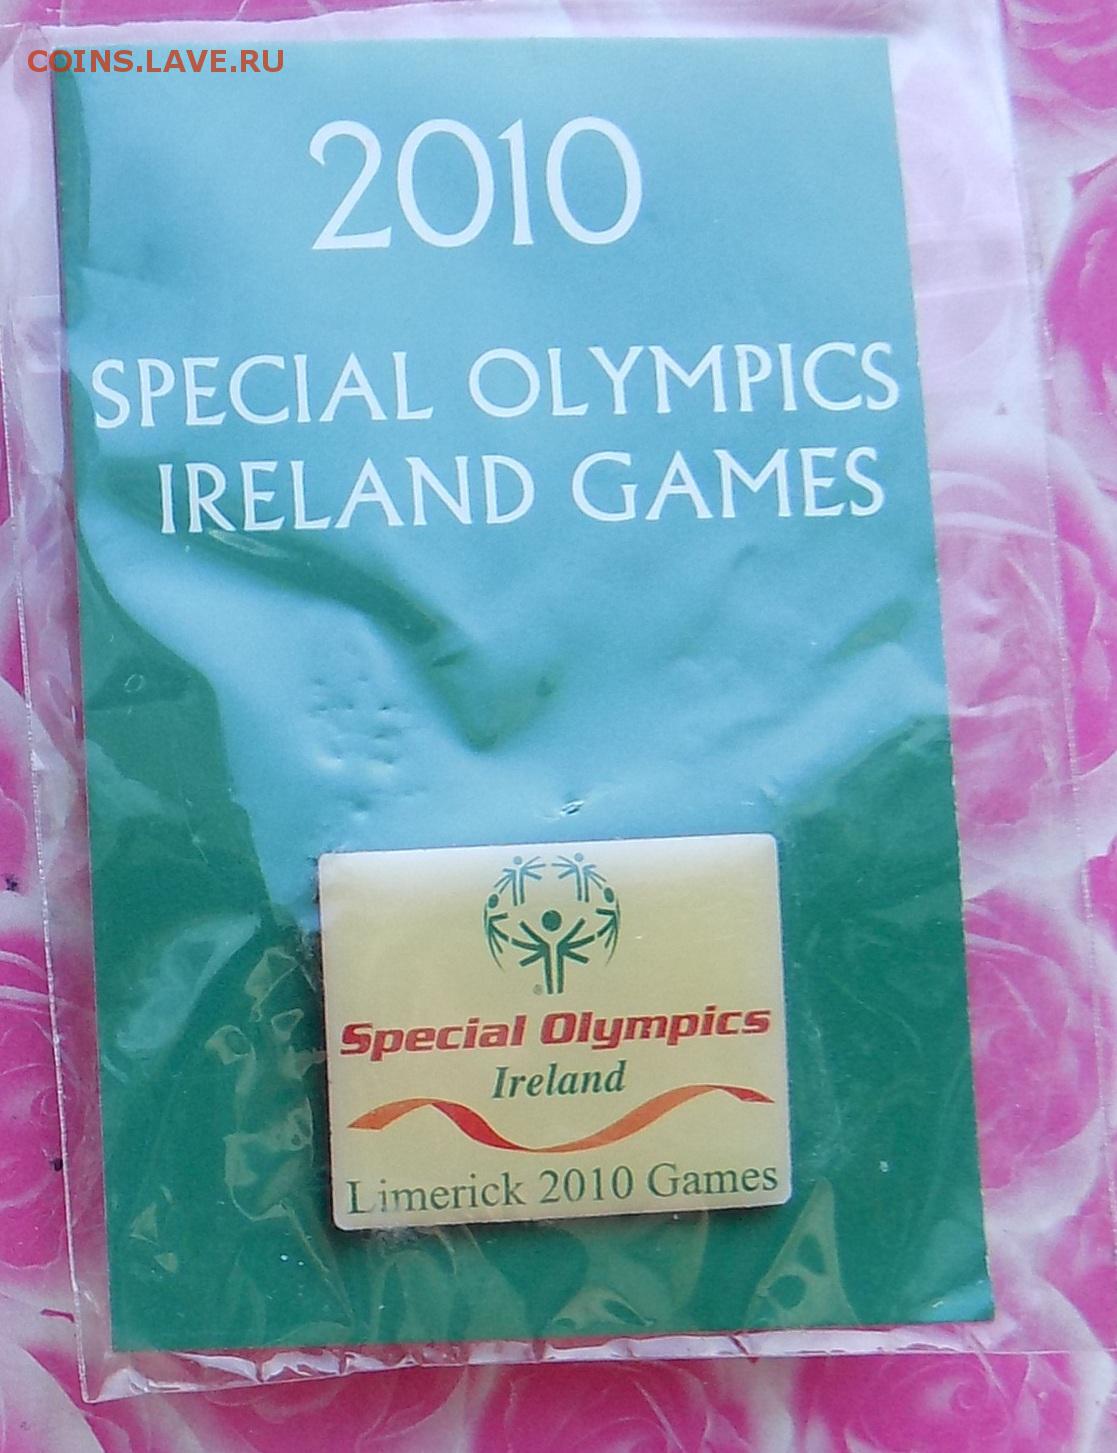 COINS.LAVE.RU
2010
SPECIAL OLYMPICS
IRELAND GAMES
®
Special Olympics
Ireland
Limerick 2010 Games